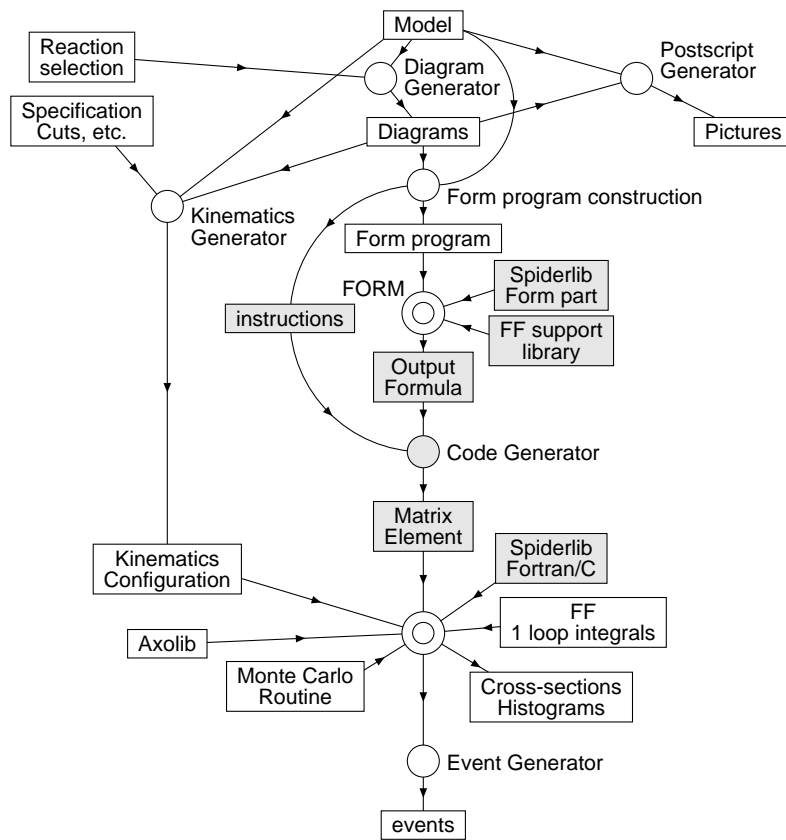 Model
Reaction
selection
Diagram
Generator
Postscript
Generator
Specification
Cuts, etc.
Diagrams
Pictures
Kinematics
Generator
Form program construction
Form program
FORM
Spiderlib
Form part
instructions
FF support
library
Output
Formula
Code Generator
Matrix
Element
Kinematics
Configuration
Spiderlib
Fortran/C
FF
1 loop integrals
Axolib
Monte Carlo
Routine
Cross-sections
Histograms
Event Generator
events